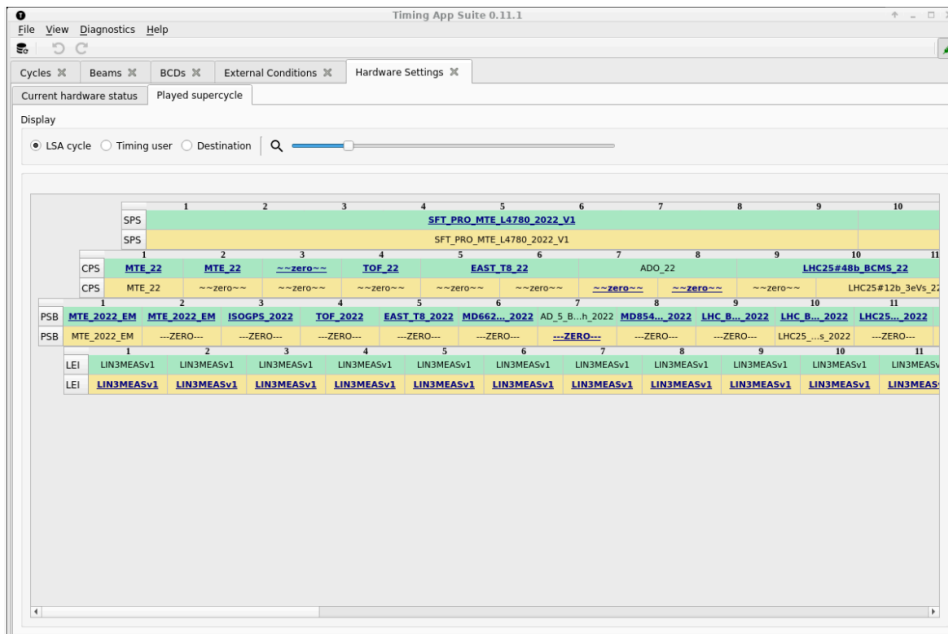 Timing App Suite 0.11.1
File View Diagnostics Help
Cycles Beams BCDs External Conditions Hardware Settings
Current hardware status Played supercycle
Display
LSA cycle Timing user Destination
1 2 3 4 5 6 7 8 9 10
SPS SFT_PRO_MTE_L4780_2022_V1
SPS SFT_PRO_MTE_L4780_2022_V1
1 2 3 4 5 6 7 8 9 10
CPS MTE_22 MTE_22 ~~zero~~ TOF_22 EAST_T8_22 ADO_22 LHC25#48b_BCMS_22
CPS MTE_22 ~~zero~~ ~~zero~~ ~~zero~~ ~~zero~~ ~~zero~~ ~~zero~~ ~~zero~~ ~~zero~~ LHC25#12b_3eVs_22
1 2 3 4 5 6 7 8 9 10 11
PSB MTE_2022_EM MTE_2022_EM ISOGPS_2022 TOF_2022 EAST_T8_2022 MD662..._2022 AD_5_B...h_2022 MD854..._2022 LHC_B..._2022 LHC_B..._2022 LHC25..._2022
PSB MTE_2022_EM ---ZERO--- ---ZERO--- ---ZERO--- ---ZERO--- ---ZERO--- ---ZERO--- ---ZERO--- ---ZERO--- LHC25_...s_2022 ---ZERO---
1 2 3 4 5 6 7 8 9 10 11
LEI LIN3MEASv1 LIN3MEASv1 LIN3MEASv1 LIN3MEASv1 LIN3MEASv1 LIN3MEASv1 LIN3MEASv1 LIN3MEASv1 LIN3MEASv1 LIN3MEASv1 LIN3MEASv
LEI LIN3MEASv1 LIN3MEASv1 LIN3MEASv1 LIN3MEASv1 LIN3MEASv1 LIN3MEASv1 LIN3MEASv1 LIN3MEASv1 LIN3MEASv1 LIN3MEASv1 LIN3MEAS